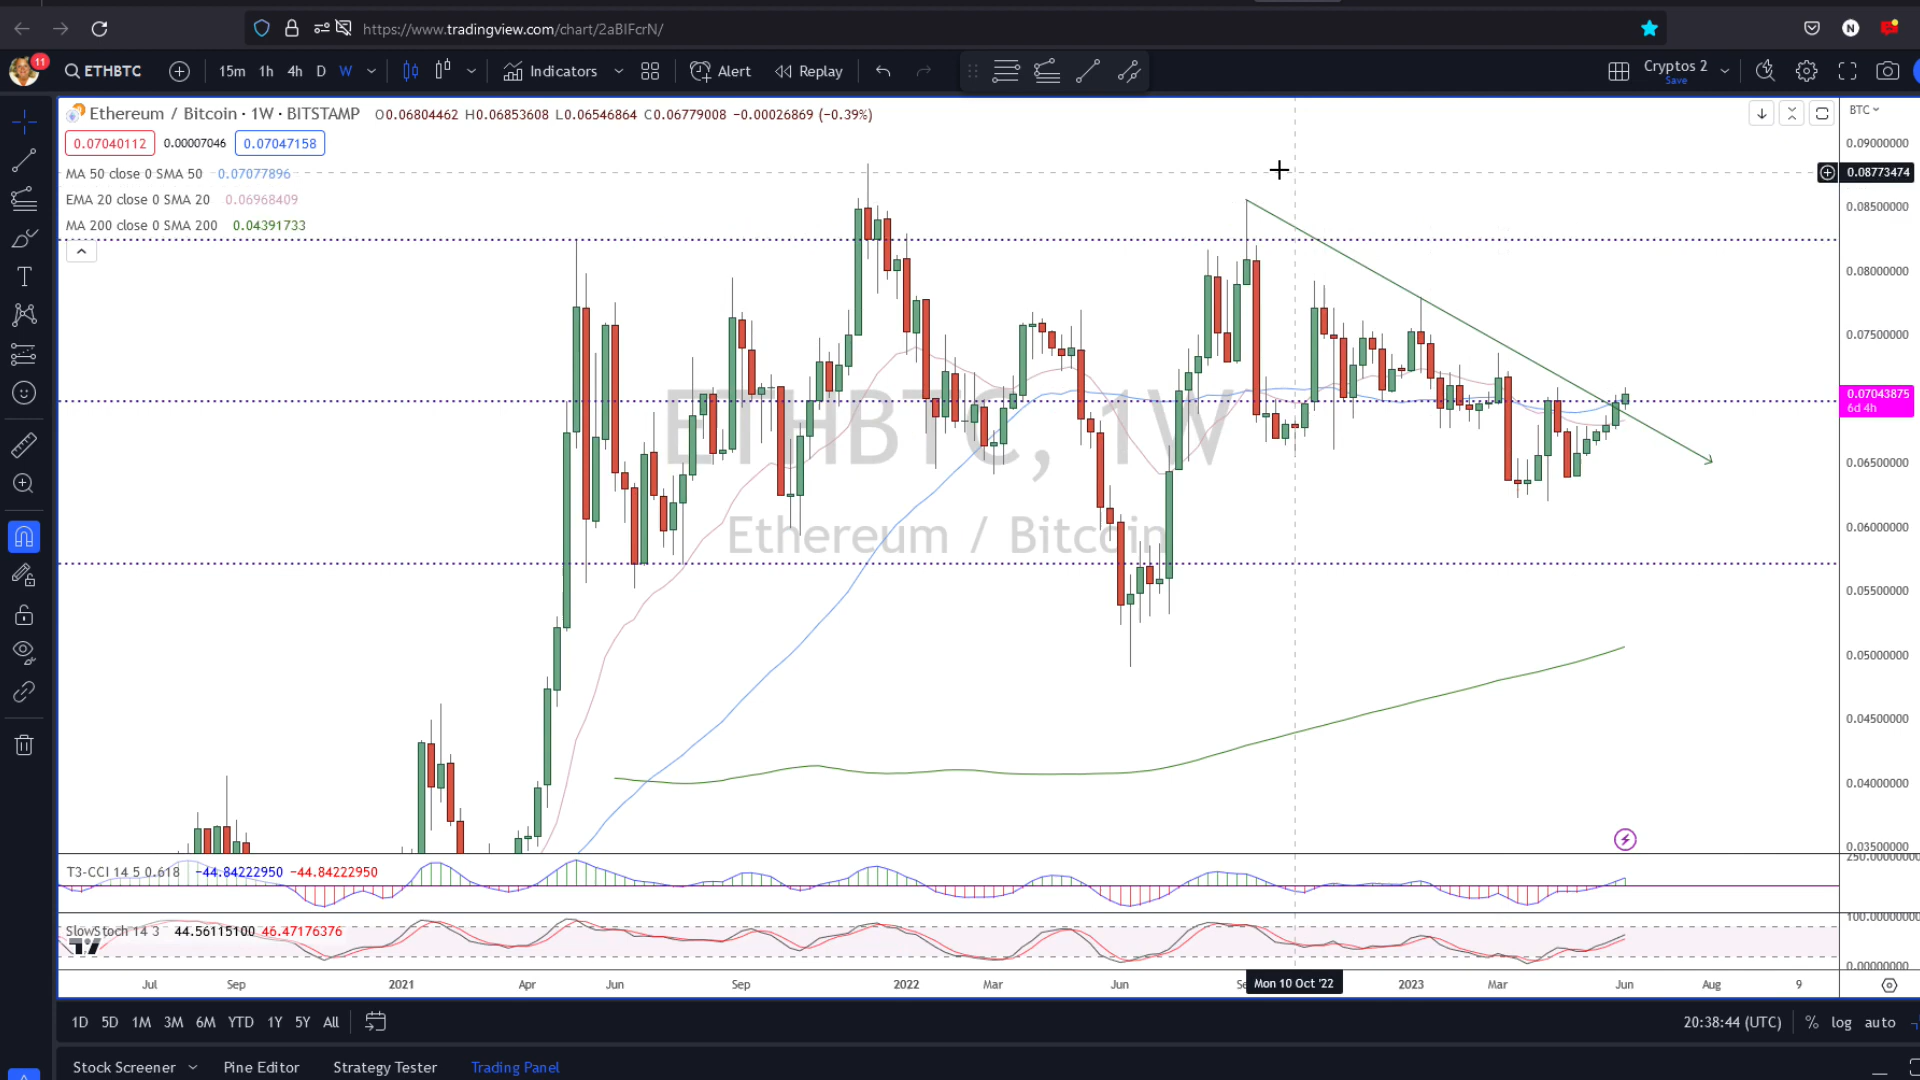 https://www.tradingview.com/chart/2aBIFcrN/
N
11
ETHBTC
15m 1h 4h D W
Indicators
Alert
Replay
Cryptos 2
Save
Ethereum / Bitcoin · 1W · BITSTAMP O0.06804462 H0.06853608 L0.06546864 C0.06779008 −0.00026869 (−0.39%)
BTC
0.07040112 0.00007046 0.07047158
MA 50 close 0 SMA 50 0.07077896
EMA 20 close 0 SMA 20 0.06968409
MA 200 close 0 SMA 200 0.04391733
0.09000000
0.08773474
0.08500000
0.08000000
0.07500000
0.07043875
6d 4h
0.06500000
0.06000000
0.05500000
0.05000000
0.04500000
0.04000000
0.03500000
ETHBTC, 1W
Ethereum / Bitcoin
T3-CCI 14 5 0.618 −44.84222950 −44.84222950
SlowStoch 14 3 44.56115100 46.47176376
Jul Sep 2021 Apr Jun Sep 2022 Mar Jun Mon 10 Oct '22 2023 Mar Jun Aug 9
1D 5D 1M 3M 6M YTD 1Y 5Y All
20:38:44 (UTC) % log auto
Stock Screener Pine Editor Strategy Tester Trading Panel